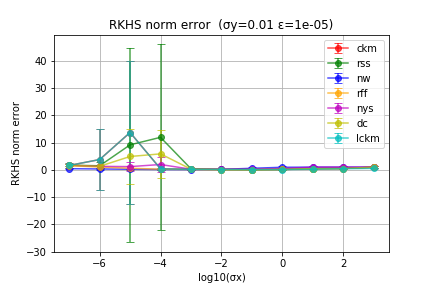 RKHS norm error (σy=0.01 ε=1e-05)
ckm
rss
nw
rff
nys
dc
lckm
RKHS norm error
40
30
20
10
0
−10
−20
−30
−6
−4
−2
0
2
log10(σx)